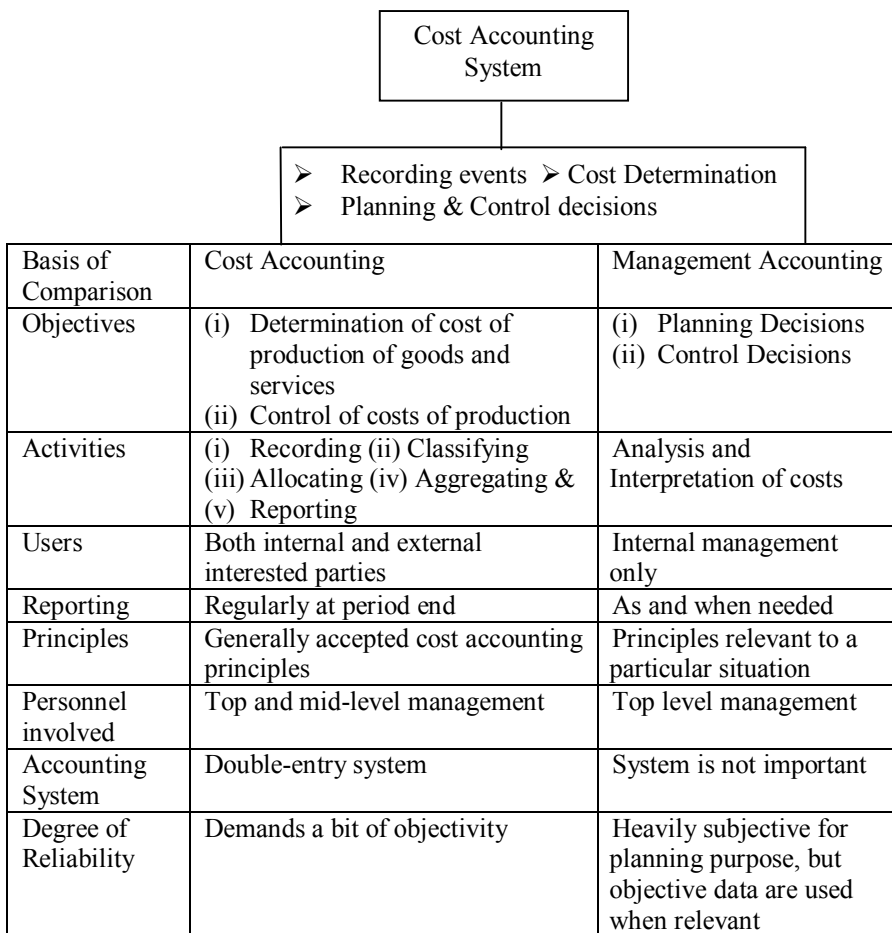 Cost Accounting
System
➢ Recording events ➢ Cost Determination
➢ Planning & Control decisions
Basis of
Comparison
Cost Accounting
Management Accounting
Objectives
(i) Determination of cost of
production of goods and
services
(ii) Control of costs of production
(i) Planning Decisions
(ii) Control Decisions
Activities
(i) Recording (ii) Classifying
(iii) Allocating (iv) Aggregating &
(v) Reporting
Analysis and
Interpretation of costs
Users
Both internal and external
interested parties
Internal management
only
Reporting
Regularly at period end
As and when needed
Principles
Generally accepted cost accounting
principles
Principles relevant to a
particular situation
Personnel
involved
Top and mid-level management
Top level management
Accounting
System
Double-entry system
System is not important
Degree of
Reliability
Demands a bit of objectivity
Heavily subjective for
planning purpose, but
objective data are used
when relevant